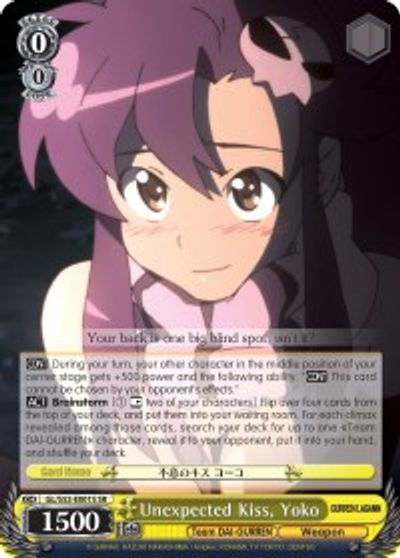 0
0
Your back is one big blind spot, isn't it?
CONT During your turn, your other character in the middle position of your
center stage gets +500 power and the following ability: "CONT This card
cannot be chosen by your opponent's effects."
Brainstorm [ two of your characters] Flip over four cards from
the top of your deck, and put them into your waiting room. For each climax
revealed among those cards, search your deck for up to one «Team
DAI-GURREN» character, reveal it to your opponent, put it into your hand,
and shuffle your deck.
Card Name
不意のキス ヨーコ
Unexpected Kiss, Yoko
GURREN LAGANN
1500
Team DAI-GURREN
Weapon